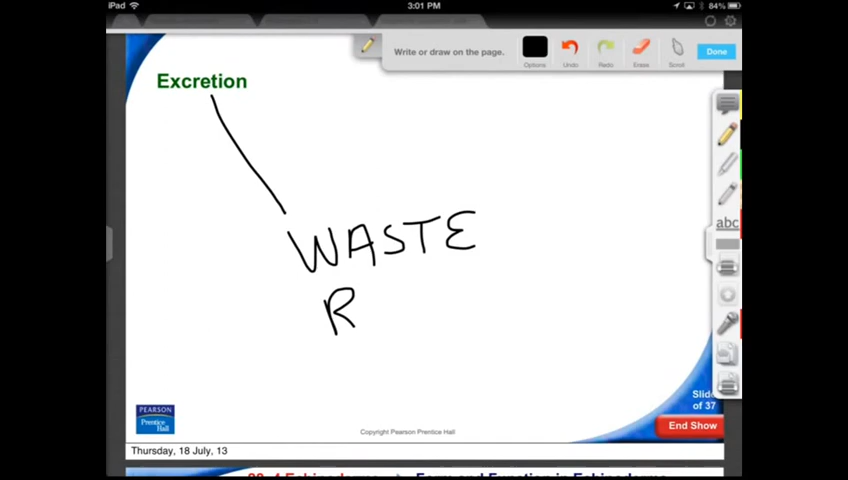 iPad
3:01 PM
84%
Write or draw on the page.
Options
Undo
Redo
Erase
Scroll
Done
Excretion
WASTE
R
abc
PEARSON
Prentice
Hall
Copyright Pearson Prentice Hall
Slide
of 37
End Show
Thursday, 18 July, 13